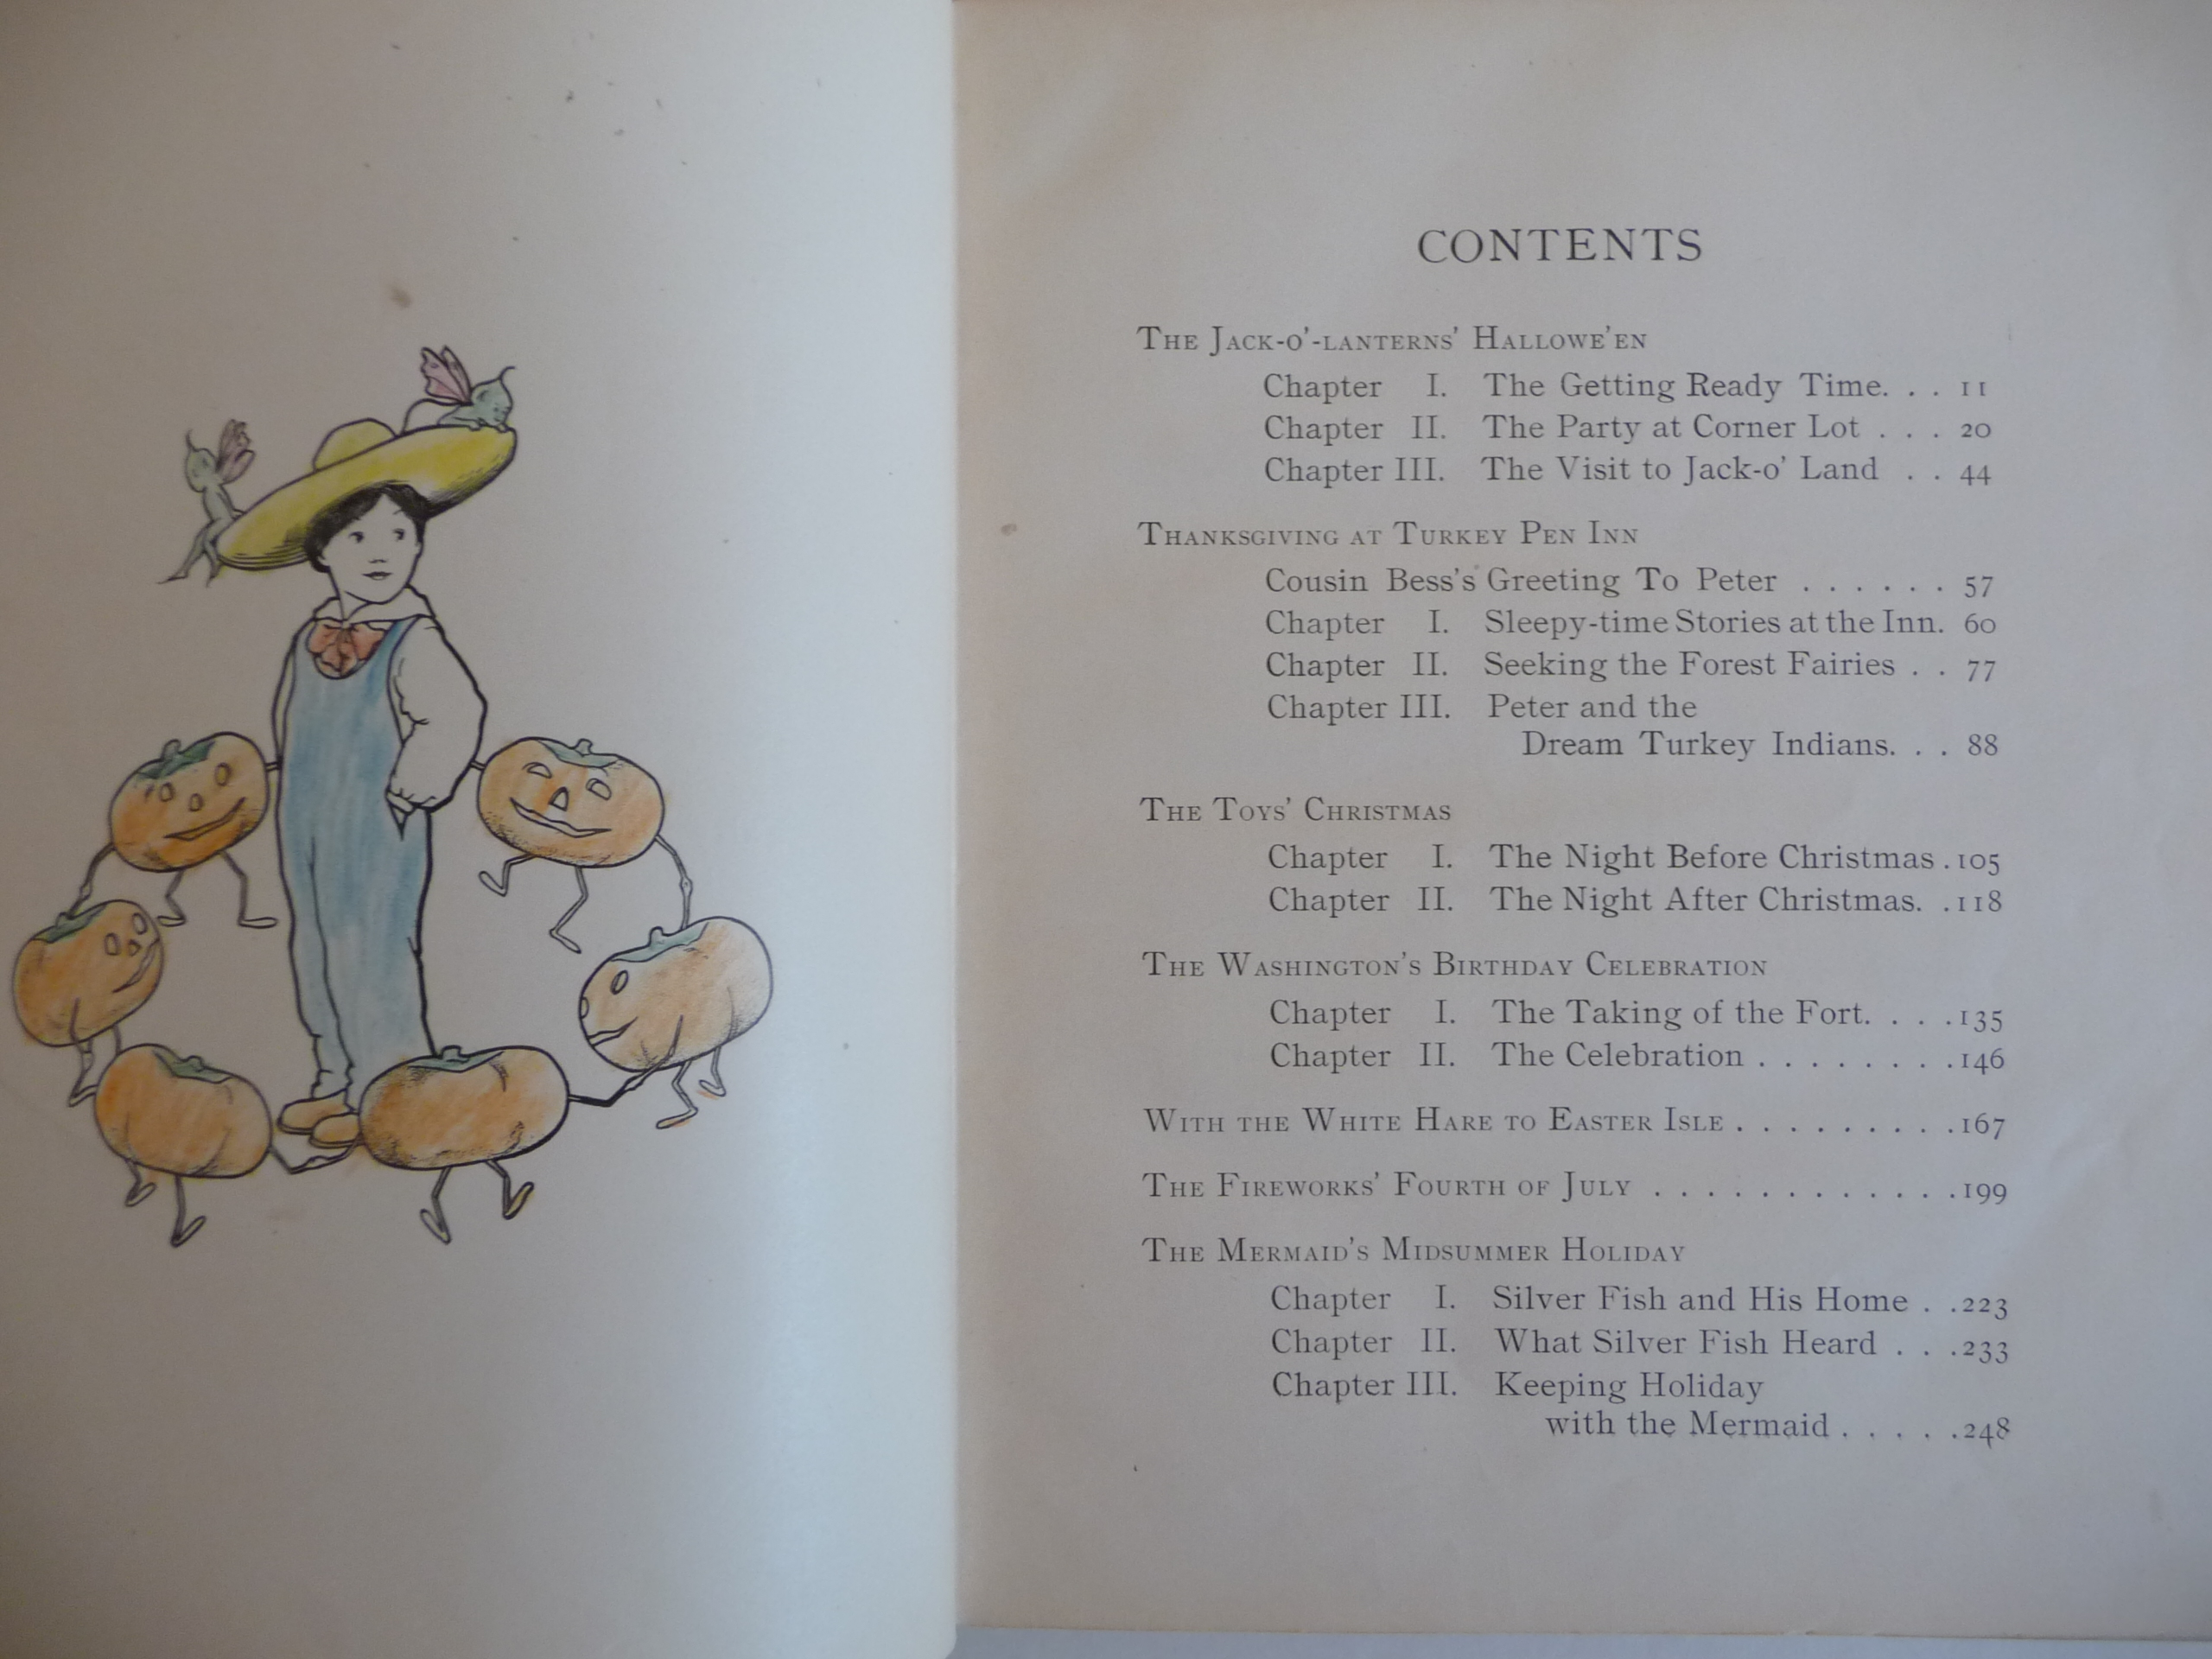 CONTENTS
The Jack-o'-lanterns' Hallowe'en
Chapter I. The Getting Ready Time. . . 11
Chapter II. The Party at Corner Lot . . . 20
Chapter III. The Visit to Jack-o' Land . . 44
Thanksgiving at Turkey Pen Inn
Cousin Bess's Greeting To Peter . . . . . . 57
Chapter I. Sleepy-time Stories at the Inn. 60
Chapter II. Seeking the Forest Fairies . . 77
Chapter III. Peter and the
Dream Turkey Indians. . . 88
The Toys' Christmas
Chapter I. The Night Before Christmas . 105
Chapter II. The Night After Christmas. . 118
The Washington's Birthday Celebration
Chapter I. The Taking of the Fort. . . . 135
Chapter II. The Celebration . . . . . . . . 146
With the White Hare to Easter Isle . . . . . . . . . 167
The Fireworks' Fourth of July . . . . . . . . . . . . . 199
The Mermaid's Midsummer Holiday
Chapter I. Silver Fish and His Home . . 223
Chapter II. What Silver Fish Heard . . . 233
Chapter III. Keeping Holiday
with the Mermaid . . . . . 248